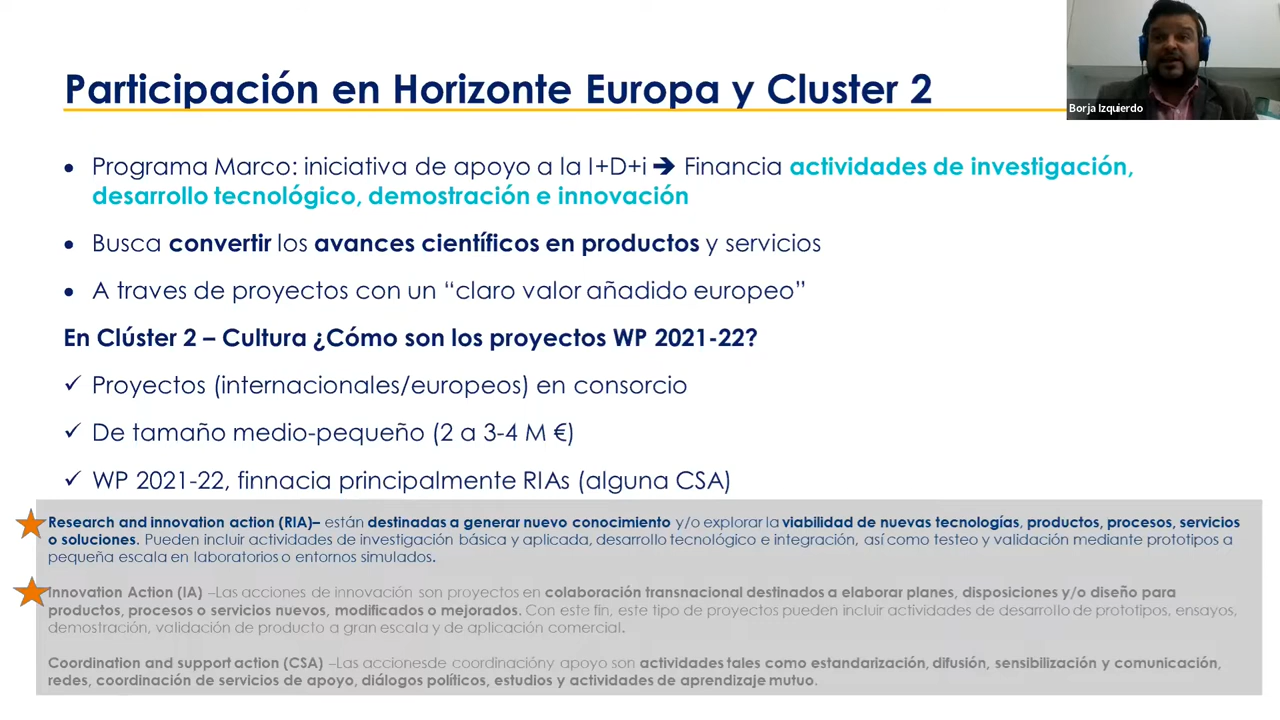 Participación en Horizonte Europa y Cluster 2
Borja Izquierdo
• Programa Marco: iniciativa de apoyo a la I+D+i ➔ Financia actividades de investigación,
desarrollo tecnológico, demostración e innovación
• Busca convertir los avances científicos en productos y servicios
• A traves de proyectos con un “claro valor añadido europeo”
En Clúster 2 – Cultura ¿Cómo son los proyectos WP 2021-22?
✓ Proyectos (internacionales/europeos) en consorcio
✓ De tamaño medio-pequeño (2 a 3-4 M €)
✓ WP 2021-22, finnacia principalmente RIAs (alguna CSA)
Research and innovation action (RIA)– están destinadas a generar nuevo conocimiento y/o explorar la viabilidad de nuevas tecnologías, productos, procesos, servicios
o soluciones. Pueden incluir actividades de investigación básica y aplicada, desarrollo tecnológico e integración, así como testeo y validación mediante prototipos a
pequeña escala en laboratorios o entornos simulados.
Innovation Action (IA) –Las acciones de innovación son proyectos en colaboración transnacional destinados a elaborar planes, disposiciones y/o diseño para
productos, procesos o servicios nuevos, modificados o mejorados. Con este fin, este tipo de proyectos pueden incluir actividades de desarrollo de prototipos, ensayos,
demostración, validación de producto a gran escala y de aplicación comercial.
Coordination and support action (CSA) –Las accionesde coordinacióny apoyo son actividades tales como estandarización, difusión, sensibilización y comunicación,
redes, coordinación de servicios de apoyo, diálogos políticos, estudios y actividades de aprendizaje mutuo.